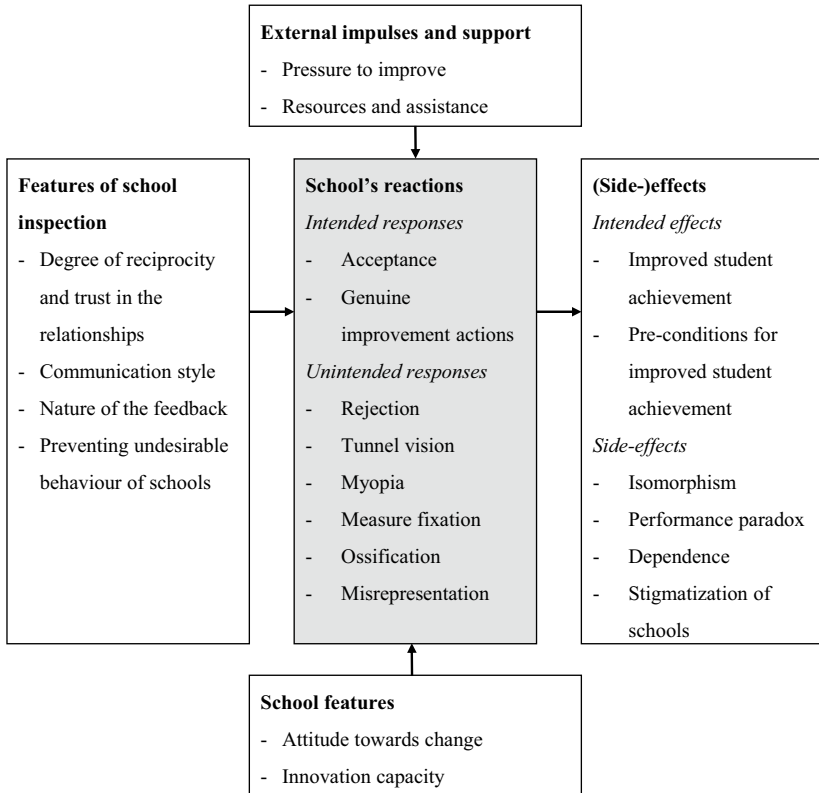 External impulses and support
- Pressure to improve
- Resources and assistance
Features of school
inspection
- Degree of reciprocity
and trust in the
relationships
- Communication style
- Nature of the feedback
- Preventing undesirable
behaviour of schools
School’s reactions
Intended responses
- Acceptance
- Genuine
improvement actions
Unintended responses
- Rejection
- Tunnel vision
- Myopia
- Measure fixation
- Ossification
- Misrepresentation
(Side-)effects
Intended effects
- Improved student
achievement
- Pre-conditions for
improved student
achievement
Side-effects
- Isomorphism
- Performance paradox
- Dependence
- Stigmatization of
schools
School features
- Attitude towards change
- Innovation capacity